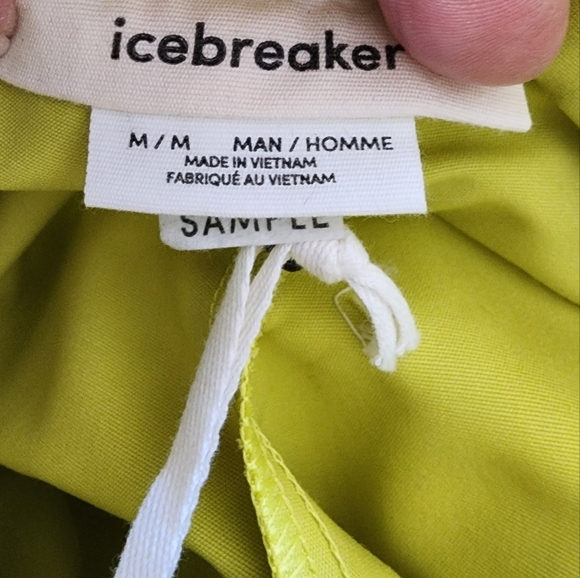 icebreaker
M / M MAN / HOMME
MADE IN VIETNAM
FABRIQUÉ AU VIETNAM
SAMPLE